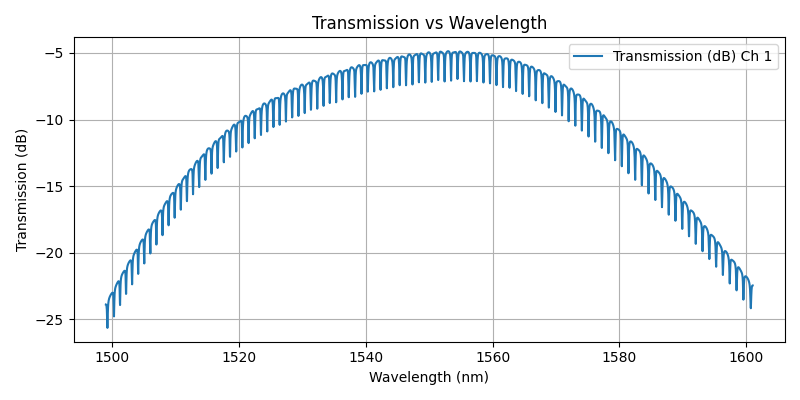 Transmission vs Wavelength
Transmission (dB) Ch 1
Transmission (dB)
−5
−10
−15
−20
−25
1500 1520 1540 1560 1580 1600
Wavelength (nm)